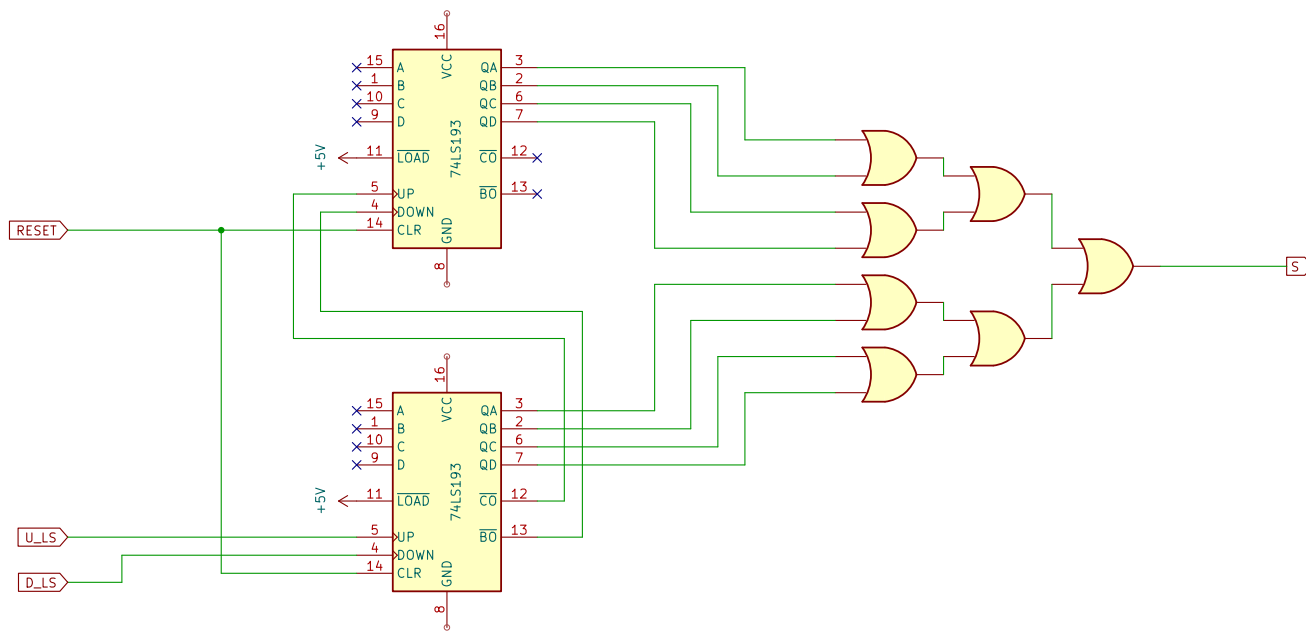 16
VCC
15 A QA 3
1 B QB 2
10 C QC 6
9 D QD 7
74LS193
+5V
11 LOAD CO 12
5 UP BO 13
4 DOWN
RESET
14 CLR
GND
8
S
16
VCC
15 A QA 3
1 B QB 2
10 C QC 6
9 D QD 7
74LS193
+5V
11 LOAD CO 12
U_LS
5 UP BO 13
4 DOWN
D_LS
14 CLR
GND
8